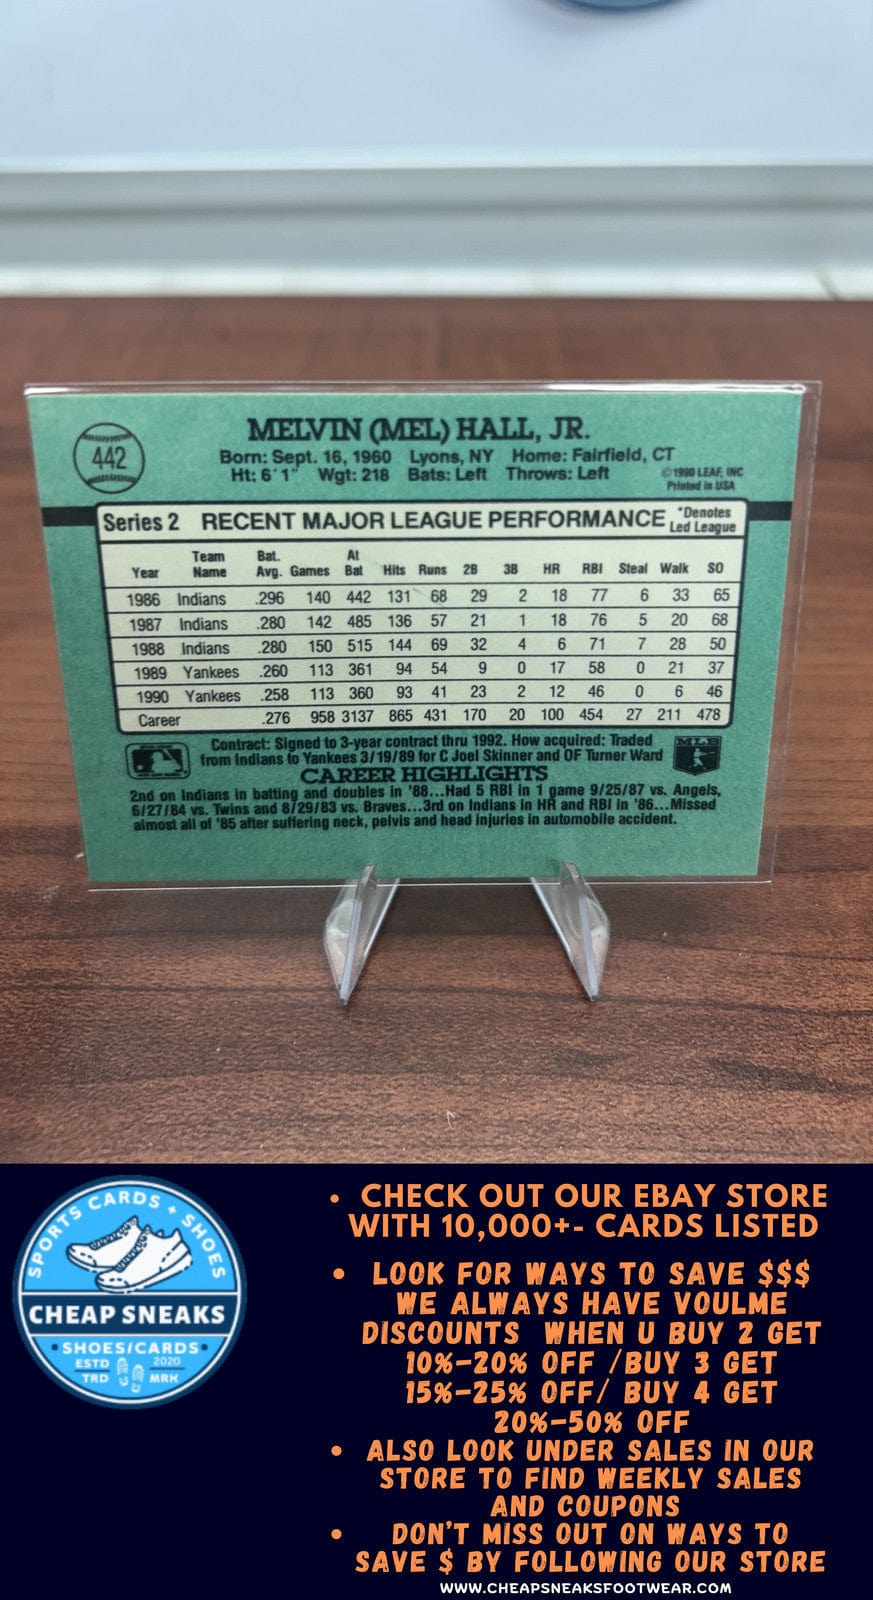 442
MELVIN (MEL) HALL, JR.
Born: Sept. 16, 1960 Lyons, NY Home: Fairfield, CT
Ht: 6'1" Wgt: 218 Bats: Left Throws: Left
©1990 LEAF, INC
Printed in USA
Series 2 RECENT MAJOR LEAGUE PERFORMANCE *Denotes Led League
Year Team Name Bat. Avg. Games At Bat Hits Runs 2B 3B HR RBI Steal Walk SO
1986 Indians .296 140 442 131 68 29 2 18 77 6 33 65
1987 Indians .280 142 485 136 57 21 1 18 76 5 20 68
1988 Indians .280 150 515 144 69 32 4 6 71 7 28 50
1989 Yankees .260 113 361 94 54 9 0 17 58 0 21 37
1990 Yankees .258 113 360 93 41 23 2 12 46 0 6 46
Career .276 958 3137 865 431 170 20 100 454 27 211 478
Contract: Signed to 3-year contract thru 1992. How acquired: Traded
from Indians to Yankees 3/19/89 for C Joel Skinner and OF Turner Ward
CAREER HIGHLIGHTS
2nd on Indians in batting and doubles in '88...Had 5 RBI in 1 game 9/25/87 vs. Angels,
6/27/84 vs. Twins and 8/29/83 vs. Braves...3rd on Indians in HR and RBI in '86...Missed
almost all of '85 after suffering neck, pelvis and head injuries in automobile accident.
SPORTS CARDS + SHOES
CHEAP SNEAKS
• SHOES/CARDS •
ESTD 2020
TRD MRK
• CHECK OUT OUR EBAY STORE
WITH 10,000+- CARDS LISTED
• LOOK FOR WAYS TO SAVE $$$
WE ALWAYS HAVE VOULME
DISCOUNTS WHEN U BUY 2 GET
10%-20% OFF /BUY 3 GET
15%-25% OFF/ BUY 4 GET
20%-50% OFF
• ALSO LOOK UNDER SALES IN OUR
STORE TO FIND WEEKLY SALES
AND COUPONS
• DON'T MISS OUT ON WAYS TO
SAVE $ BY FOLLOWING OUR STORE
WWW.CHEAPSNEAKSFOOTWEAR.COM